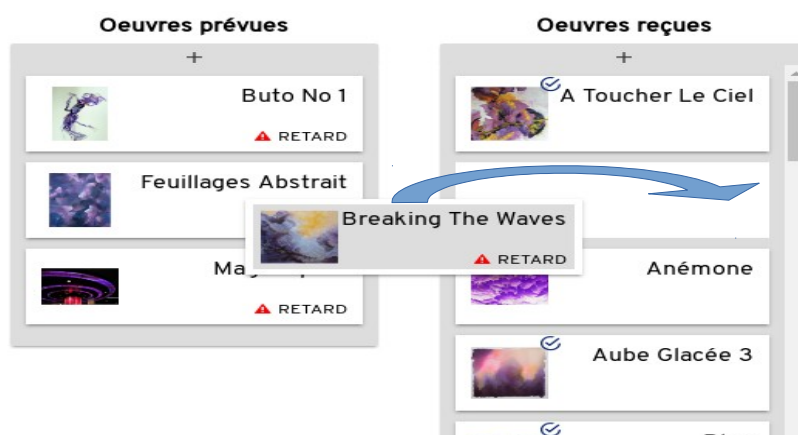 Oeuvres prévues
+
Buto No 1
RETARD
Feuillages Abstrait
RETARD
Oeuvres reçues
+
A Toucher Le Ciel
Breaking The Waves
RETARD
Anémone
Aube Glacée 3